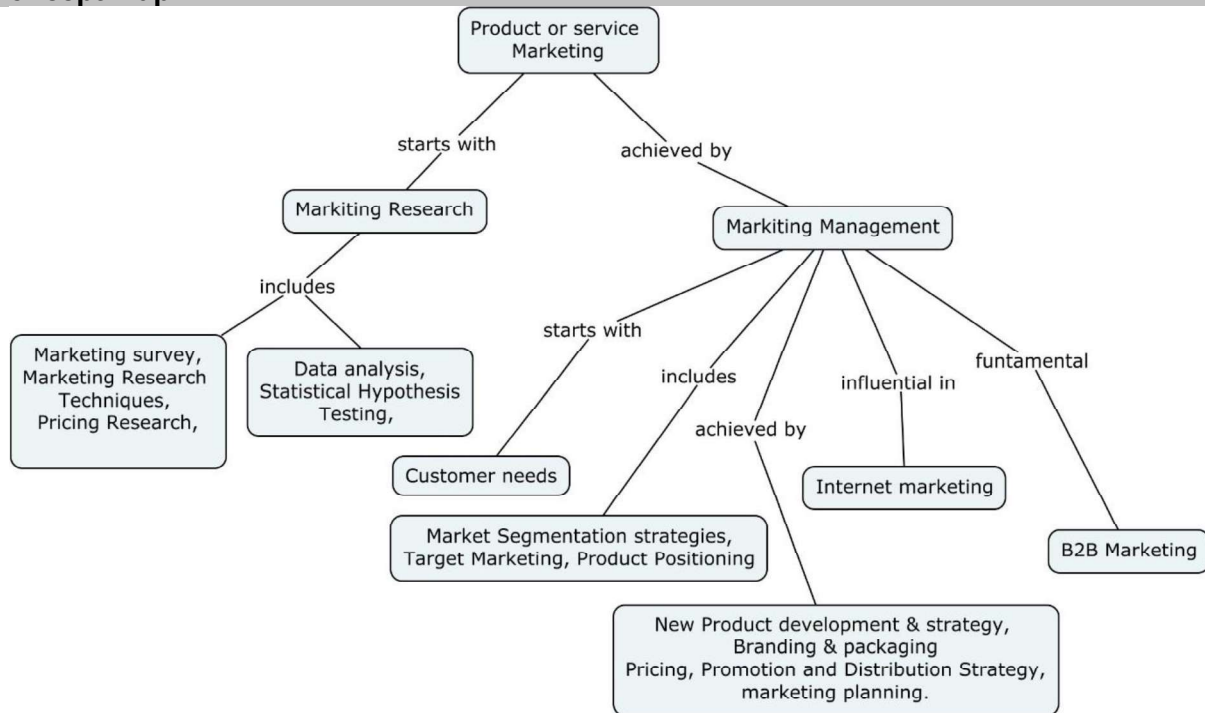 Product or service
Marketing
starts with
achieved by
Markiting Research
Markiting Management
includes
starts with
includes
achieved by
influential in
funtamental
Marketing survey,
Marketing Research
Techniques,
Pricing Research,
Data analysis,
Statistical Hypothesis
Testing,
Customer needs
Internet marketing
Market Segmentation strategies,
Target Marketing, Product Positioning
B2B Marketing
New Product development & strategy,
Branding & packaging
Pricing, Promotion and Distribution Strategy,
marketing planning.